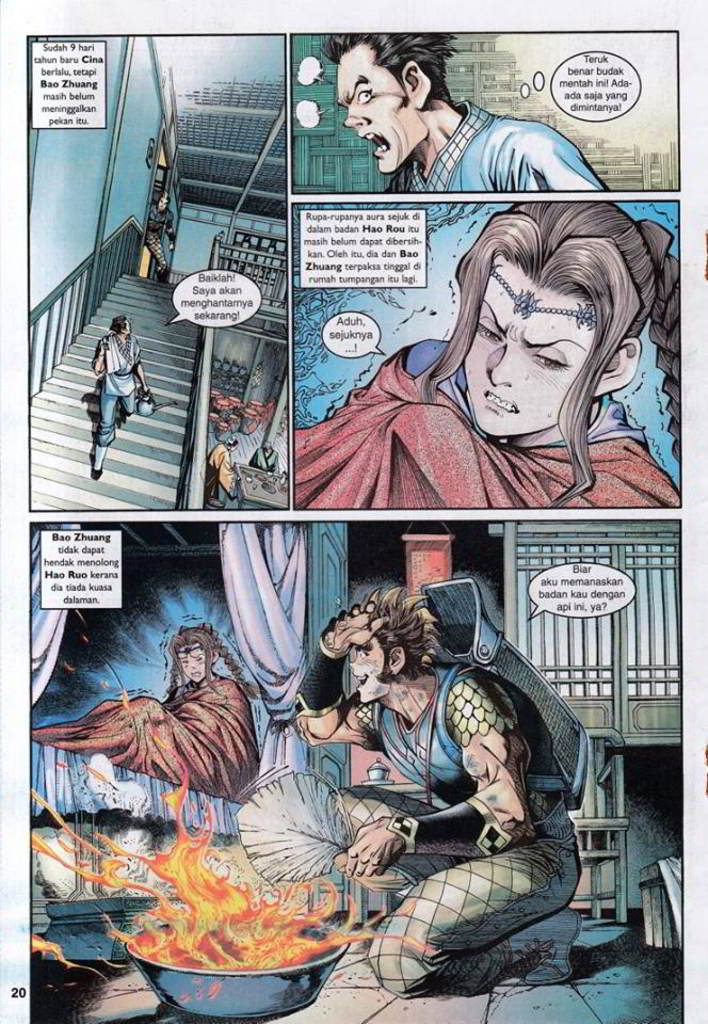 Sudah 9 hari
tahun baru Cina
berlalu, tetapi
Bao Zhuang
masih belum
meninggalkan
pekan itu.
Baiklah!
Saya akan
menghantarnya
sekarang!
Teruk
benar budak
mentah ini! Ada-
ada saja yang
dimintanya!
Rupa-rupanya aura sejuk di
dalam badan Hao Rou itu
masih belum dapat dibersih-
kan. Oleh itu, dia dan Bao
Zhuang terpaksa tinggal di
rumah tumpangan itu lagi.
Aduh,
sejuknya
...!
Bao Zhuang
tidak dapat
hendak menolong
Hao Ruo kerana
dia tiada kuasa
dalaman.
Biar
aku memanaskan
badan kau dengan
api ini, ya?
20